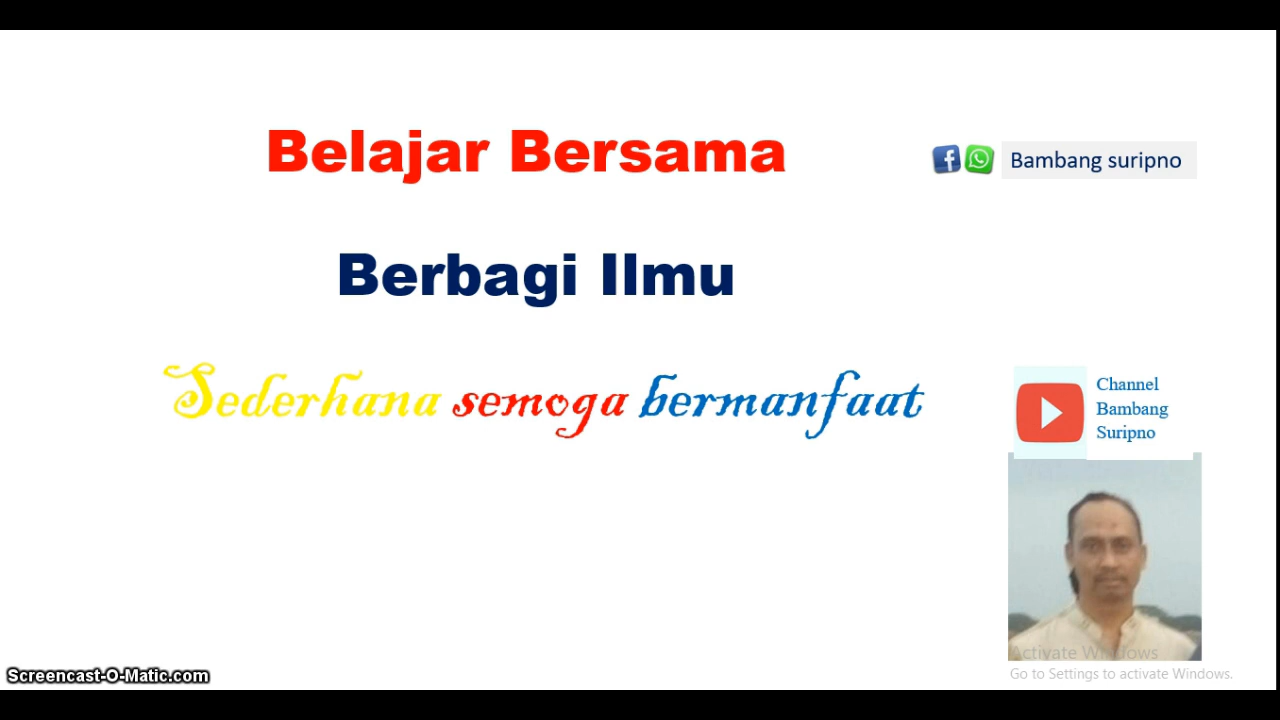 Belajar Bersama
Bambang suripno
Berbagi Ilmu
Sederhana semoga bermanfaat
Channel
Bambang
Suripno
Activate Windows
Go to Settings to activate Windows.
Screencast-O-Matic.com